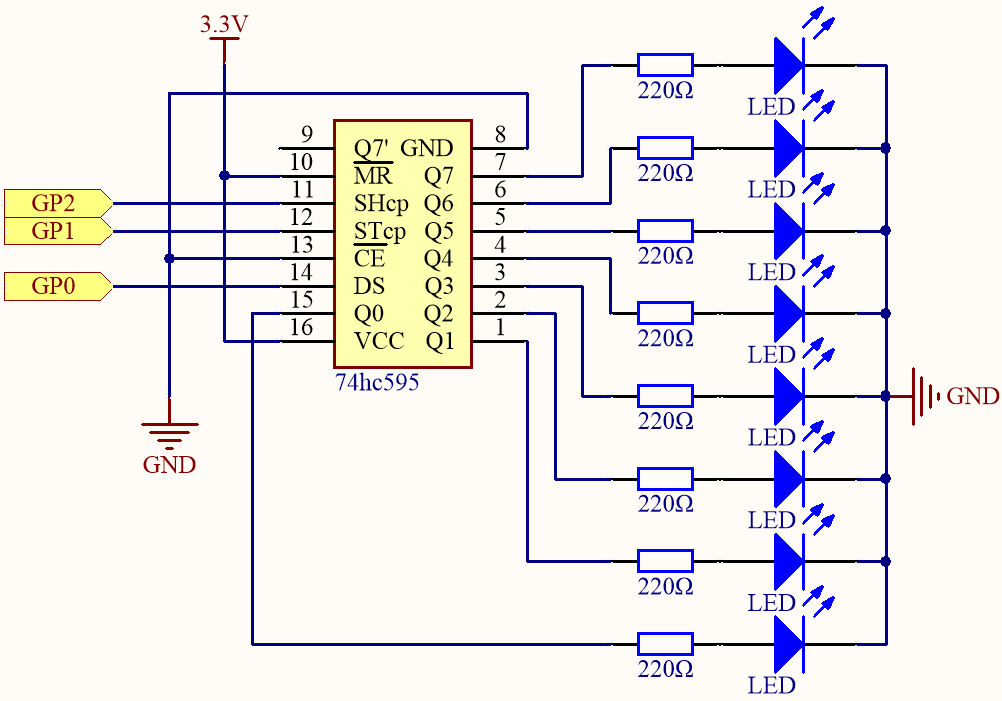 3.3V
220Ω
LED
9 Q7' GND 8
10 MR Q7 7
220Ω
LED
GP2 11 SHcp Q6 6
GP1 12 STcp Q5 5
220Ω
LED
13 CE Q4 4
GP0 14 DS Q3 3
15 Q0 Q2 2
16 VCC Q1 1
220Ω
LED
74hc595
GND
220Ω
LED
GND
220Ω
LED
220Ω
LED
220Ω
LED